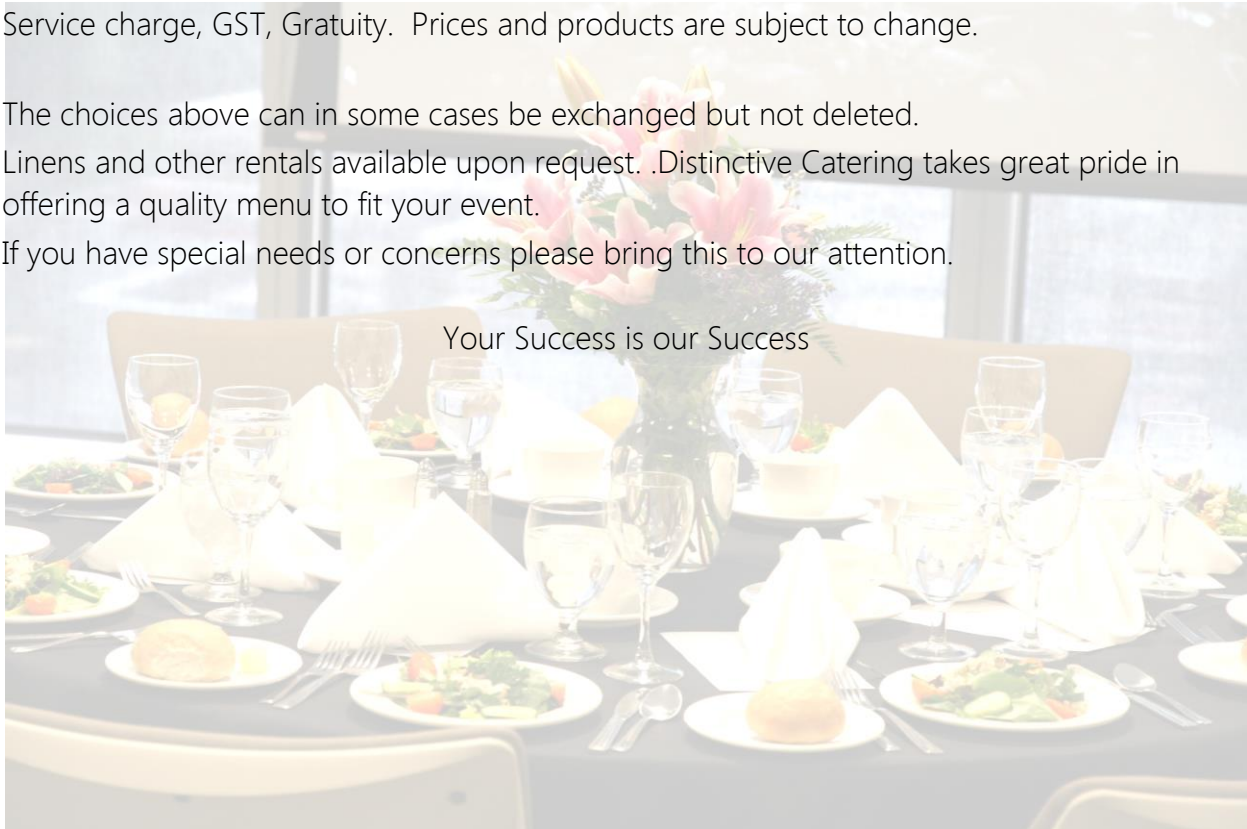 Service charge, GST, Gratuity.  Prices and products are subject to change.
The choices above can in some cases be exchanged but not deleted.
Linens and other rentals available upon request. .Distinctive Catering takes great pride in
offering a quality menu to fit your event.
If you have special needs or concerns please bring this to our attention.
Your Success is our Success